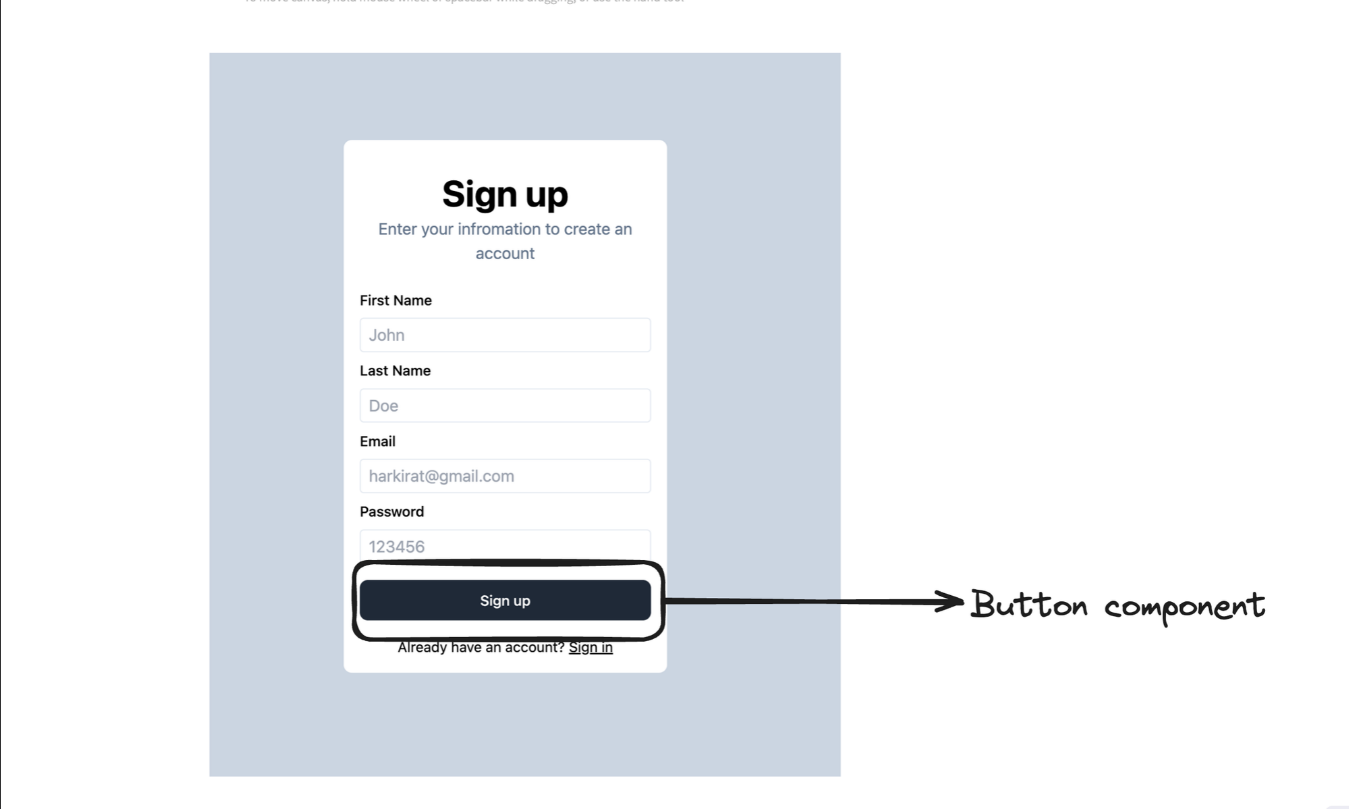 To move canvas, hold mouse wheel or spacebar while dragging, or use the hand tool
Sign up
Enter your infromation to create an
account
First Name
John
Last Name
Doe
Email
harkirat@gmail.com
Password
123456
Sign up
Button component
Already have an account? Sign in